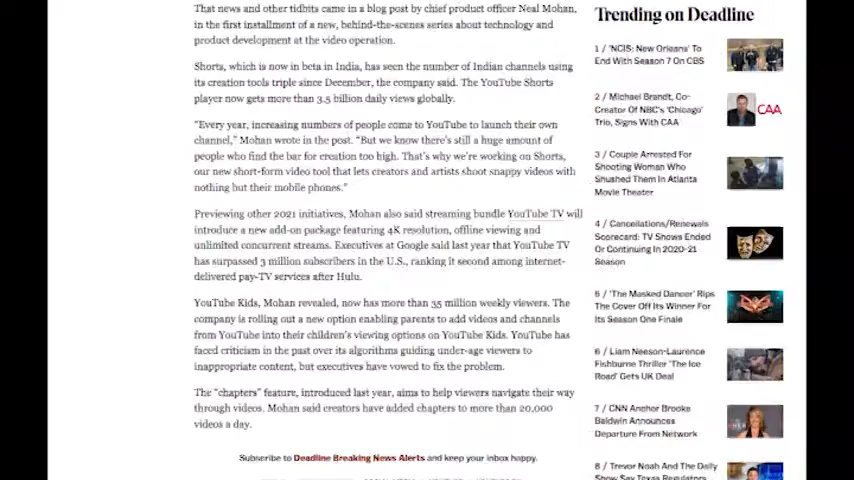 That news and other tidbits came in a blog post by chief product officer Neal Mohan,
in the first installment of a new, behind-the-scenes series about technology and
product development at the video operation.
Shorts, which is now in beta in India, has seen the number of Indian channels using
its creation tools triple since December, the company said. The YouTube Shorts
player now gets more than 3.5 billion daily views globally.
“Every year, increasing numbers of people come to YouTube to launch their own
channel,” Mohan wrote in the post. “But we know there’s still a huge amount of
people who find the bar for creation too high. That’s why we’re working on Shorts,
our new short-form video tool that lets creators and artists shoot snappy videos with
nothing but their mobile phones.”
Previewing other 2021 initiatives, Mohan also said streaming bundle YouTube TV will
introduce a new add-on package featuring 4K resolution, offline viewing and
unlimited concurrent streams. Executives at Google said last year that YouTube TV
has surpassed 3 million subscribers in the U.S., ranking it second among internet-
delivered pay-TV services after Hulu.
YouTube Kids, Mohan revealed, now has more than 35 million weekly viewers. The
company is rolling out a new option enabling parents to add videos and channels
from YouTube into their children’s viewing options on YouTube Kids. YouTube has
faced criticism in the past over its algorithms guiding under-age viewers to
inappropriate content, but executives have vowed to fix the problem.
The “chapters” feature, introduced last year, aims to help viewers navigate their way
through videos. Mohan said creators have added chapters to more than 20,000
videos a day.
Subscribe to Deadline Breaking News Alerts and keep your inbox happy.
Trending on Deadline
1 / 'NCIS: New Orleans' To
End With Season 7 On CBS
2 / Michael Brandt, Co-
Creator Of NBC's 'Chicago'
Trio, Signs With CAA
CAA
3 / Couple Arrested For
Shooting Woman Who
Shushed Them In Atlanta
Movie Theater
4 / Cancellations/Renewals
Scorecard: TV Shows Ended
Or Continuing In 2020-21
Season
5 / 'The Masked Dancer' Rips
The Cover Off Its Winner For
Its Season One Finale
6 / Liam Neeson-Laurence
Fishburne Thriller 'The Ice
Road' Gets UK Deal
7 / CNN Anchor Brooke
Baldwin Announces
Departure From Network
8 / Trevor Noah And The Daily
Show Say Texas Regulators